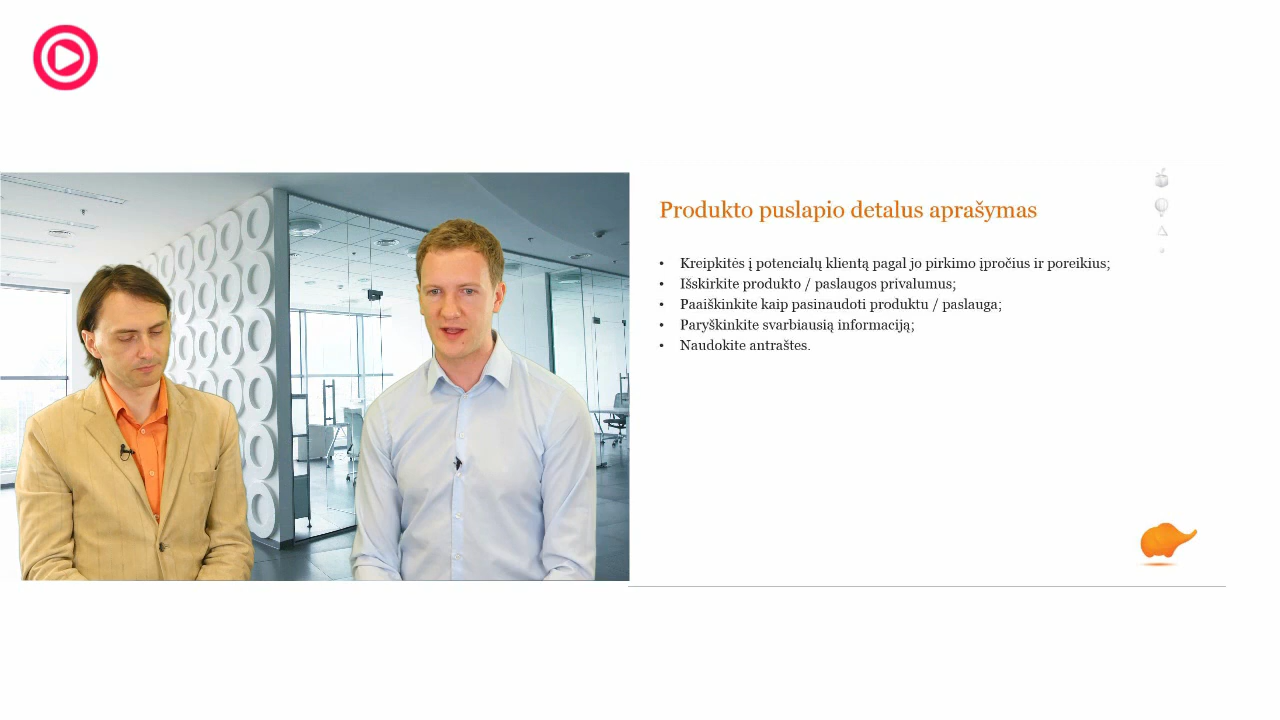 Produkto puslapio detalus aprašymas
• Kreipkitės į potencialų klientą pagal jo pirkimo įpročius ir poreikius;
• Išskirkite produkto / paslaugos privalumus;
• Paaiškinkite kaip pasinaudoti produktu / paslauga;
• Paryškinkite svarbiausią informaciją;
• Naudokite antraštes.